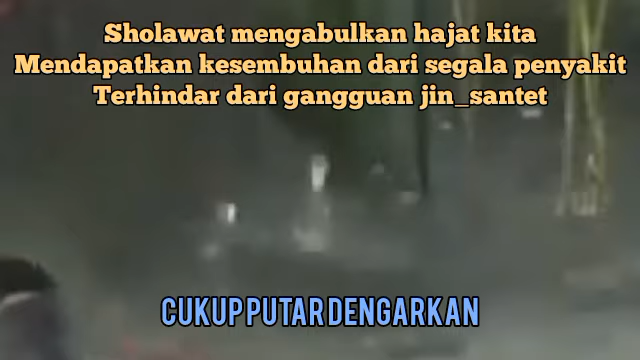 Sholawat mengabulkan hajat kita
Mendapatkan kesembuhan dari segala penyakit
Terhindar dari gangguan jin_santet
CUKUP PUTAR DENGARKAN